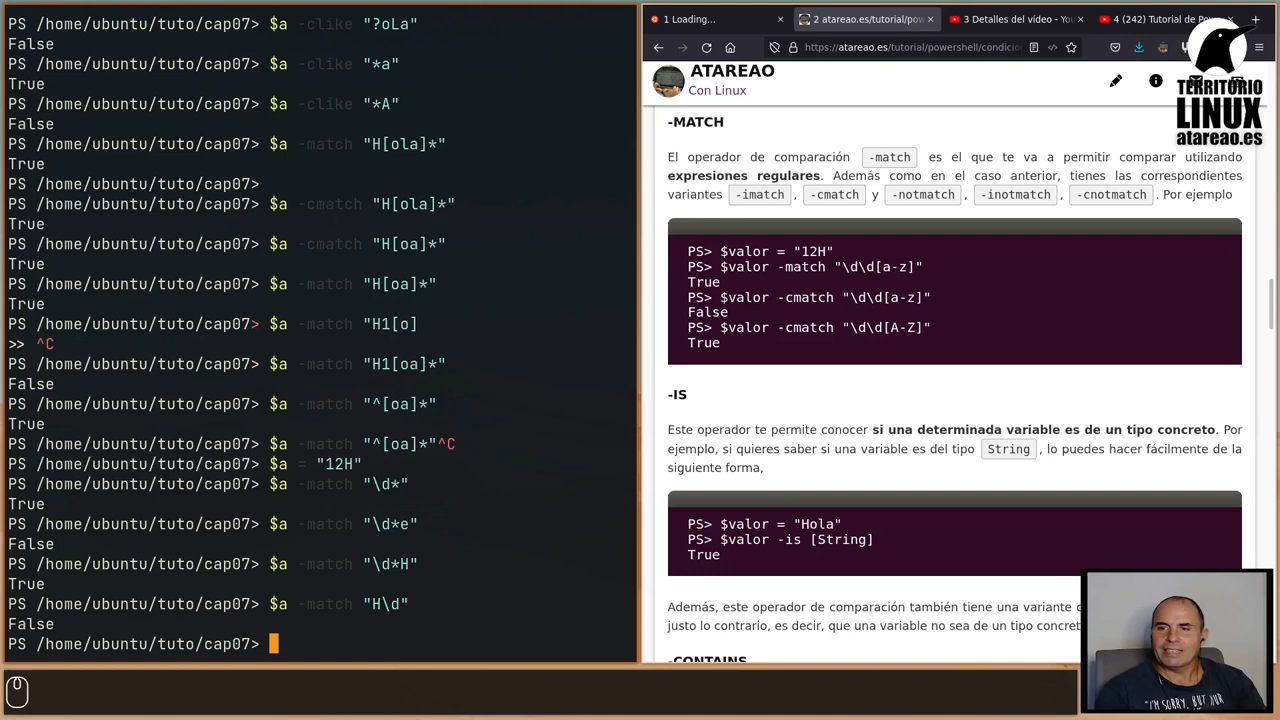 PS /home/ubuntu/tuto/cap07> $a -clike "?oLa"
False
PS /home/ubuntu/tuto/cap07> $a -clike "*a"
True
PS /home/ubuntu/tuto/cap07> $a -clike "*A"
False
PS /home/ubuntu/tuto/cap07> $a -match "H[ola]*"
True
PS /home/ubuntu/tuto/cap07>
PS /home/ubuntu/tuto/cap07> $a -cmatch "H[ola]*"
True
PS /home/ubuntu/tuto/cap07> $a -cmatch "H[oa]*"
True
PS /home/ubuntu/tuto/cap07> $a -match "H[oa]*"
True
PS /home/ubuntu/tuto/cap07> $a -match "H1[o]
>> ^C
PS /home/ubuntu/tuto/cap07> $a -match "H1[oa]*"
False
PS /home/ubuntu/tuto/cap07> $a -match "^[oa]*"
True
PS /home/ubuntu/tuto/cap07> $a -match "^[oa]*"^C
PS /home/ubuntu/tuto/cap07> $a = "12H"
PS /home/ubuntu/tuto/cap07> $a -match "\d*"
True
PS /home/ubuntu/tuto/cap07> $a -match "\d*e"
False
PS /home/ubuntu/tuto/cap07> $a -match "\d*H"
True
PS /home/ubuntu/tuto/cap07> $a -match "H\d"
False
PS /home/ubuntu/tuto/cap07>
1 Loading...
2 atareao.es/tutorial/pow
3 Detalles del vídeo - You
4 (242) Tutorial de Pow
https://atareao.es/tutorial/powershell/condicio
ATAREAO
Con Linux
TERRITORIO
LINUX
atareao.es
-MATCH
El operador de comparación -match es el que te va a permitir comparar utilizando
expresiones regulares. Además como en el caso anterior, tienes las correspondientes
variantes -imatch, -cmatch y -notmatch, -inotmatch, -cnotmatch. Por ejemplo
PS> $valor = "12H"
PS> $valor -match "\d\d[a-z]"
True
PS> $valor -cmatch "\d\d[a-z]"
False
PS> $valor -cmatch "\d\d[A-Z]"
True
-IS
Este operador te permite conocer si una determinada variable es de un tipo concreto. Por
ejemplo, si quieres saber si una variable es del tipo String, lo puedes hacer fácilmente de la
siguiente forma,
PS> $valor = "Hola"
PS> $valor -is [String]
True
Además, este operador de comparación también tiene una variante
justo lo contrario, es decir, que una variable no sea de un tipo concret
-CONTAINS
"I'M SORRY, BUT YOUR